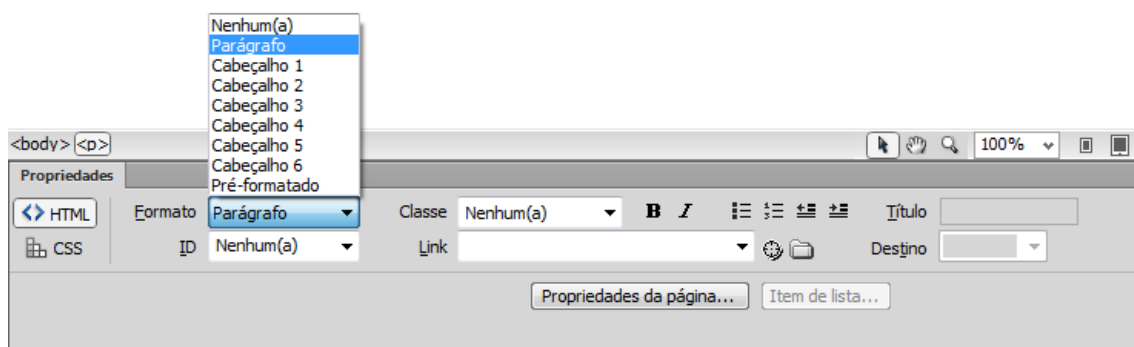 Nenhum(a)
Parágrafo
Cabeçalho 1
Cabeçalho 2
Cabeçalho 3
Cabeçalho 4
Cabeçalho 5
Cabeçalho 6
Pré-formatado
<body> <p> 100%
Propriedades
<> HTML Formato Parágrafo Classe Nenhum(a) B I Título
CSS ID Nenhum(a) Link Destino
Propriedades da página... Item de lista...